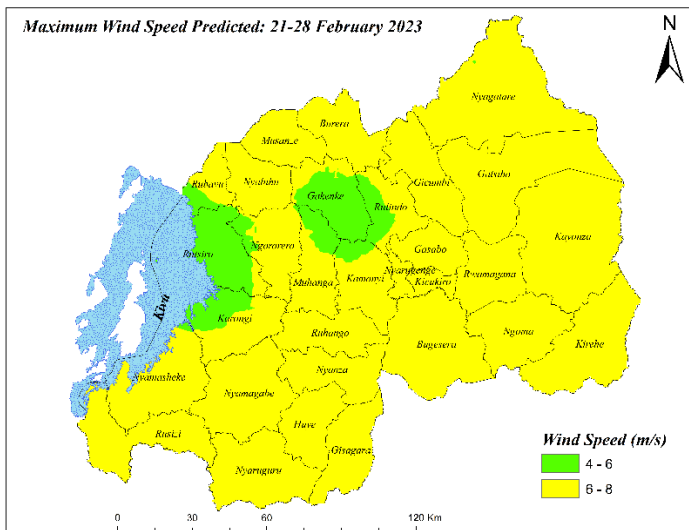 Maximum Wind Speed Predicted: 21-28 February 2023
N
Nyagatare
Burera
Musanze
Rubavu
Nyabihu
Gakenke
Rulindo
Gicumbi
Gatsibo
Kayonza
Rutsiro
Ngororero
Gasabo
Nyarugenge
Kicukiro
Rwamagana
Muhanga
Kamonyi
Kivu
Karongi
Ruhango
Bugesera
Ngoma
Kirehe
Nyamasheke
Nyanza
Nyamagabe
Huye
Rusizi
Gisagara
Nyaruguru
Wind Speed (m/s)
4 - 6
6 - 8
0 30 60 120 Km